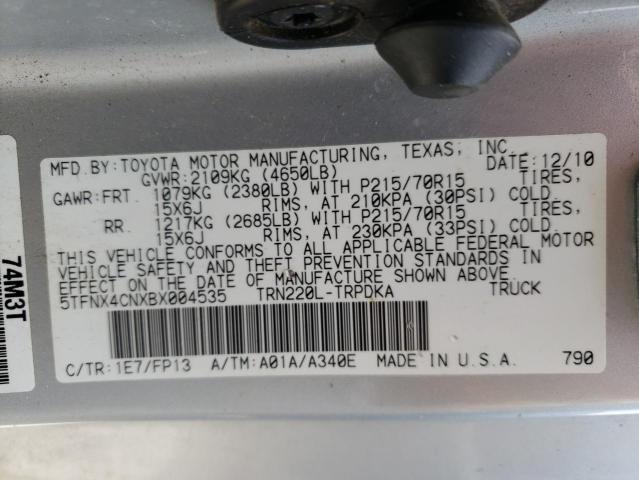 MFD.BY:TOYOTA MOTOR MANUFACTURING, TEXAS, INC.
GVWR:2109KG (4650LB) DATE:12/10
GAWR:FRT 1079KG (2380LB) WITH P215/70R15 TIRES,
15X6J RIMS, AT 210KPA (30PSI) COLD
RR 1217KG (2685LB) WITH P215/70R15 TIRES,
15X6J RIMS, AT 230KPA (33PSI) COLD
THIS VEHICLE CONFORMS TO ALL APPLICABLE FEDERAL MOTOR
VEHICLE SAFETY AND THEFT PREVENTION STANDARDS IN
EFFECT ON THE DATE OF MANUFACTURE SHOWN ABOVE.
5TFNX4CNXBX004535 TRN220L-TRPDKA TRUCK
C/TR:1E7/FP13 A/TM:A01A/A340E MADE IN U.S.A. 790
74M3T